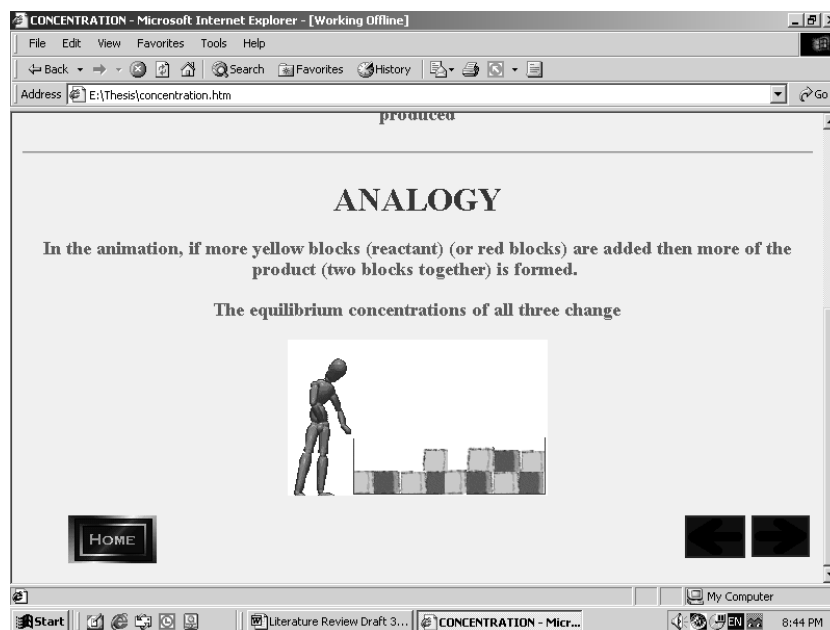 CONCENTRATION - Microsoft Internet Explorer - [Working Offline]
File Edit View Favorites Tools Help
Back Search Favorites History
Address E:\Thesis\concentration.htm Go
produced
ANALOGY
In the animation, if more yellow blocks (reactant) (or red blocks) are added then more of the
product (two blocks together) is formed.
The equilibrium concentrations of all three change
HOME
My Computer
Start Literature Review Draft 3... CONCENTRATION - Micr... EN 8:44 PM